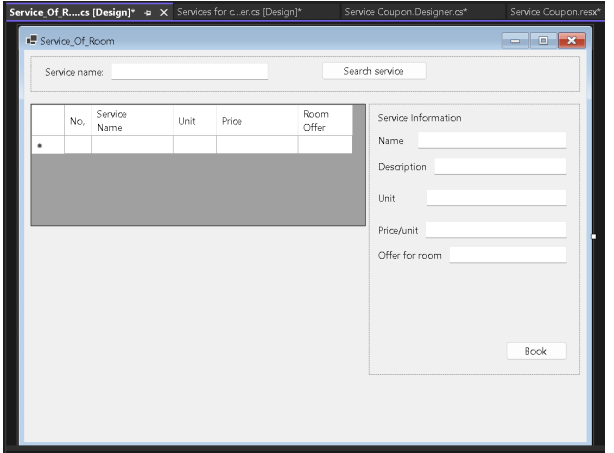 Service_Of_R....cs [Design]* Services for c...er.cs [Design]* Service Coupon.Designer.cs* Service Coupon.resx*
Service_Of_Room
Service name: Search service
No, Service Name Unit Price Room Offer
Service Information
Name
Description
Unit
Price/unit
Offer for room
Book